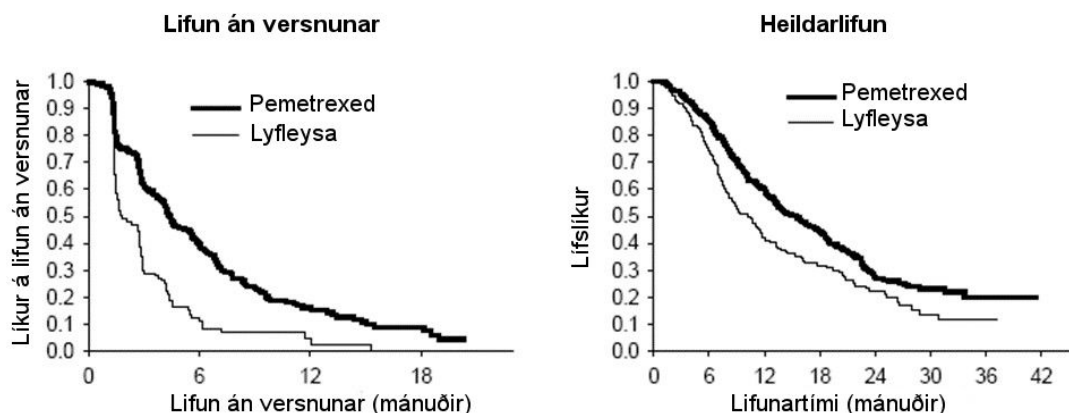 Lifun án versnunar
Líkur á lifun án versnunar
1.0
0.9
0.8
0.7
0.6
0.5
0.4
0.3
0.2
0.1
0.0
Pemetrexed
Lyfleysa
0 6 12 18
Lifun án versnunar (mánuðir)
Heildarlifun
Lífslíkur
1.0
0.9
0.8
0.7
0.6
0.5
0.4
0.3
0.2
0.1
0.0
Pemetrexed
Lyfleysa
0 6 12 18 24 30 36 42
Lifunartími (mánuðir)